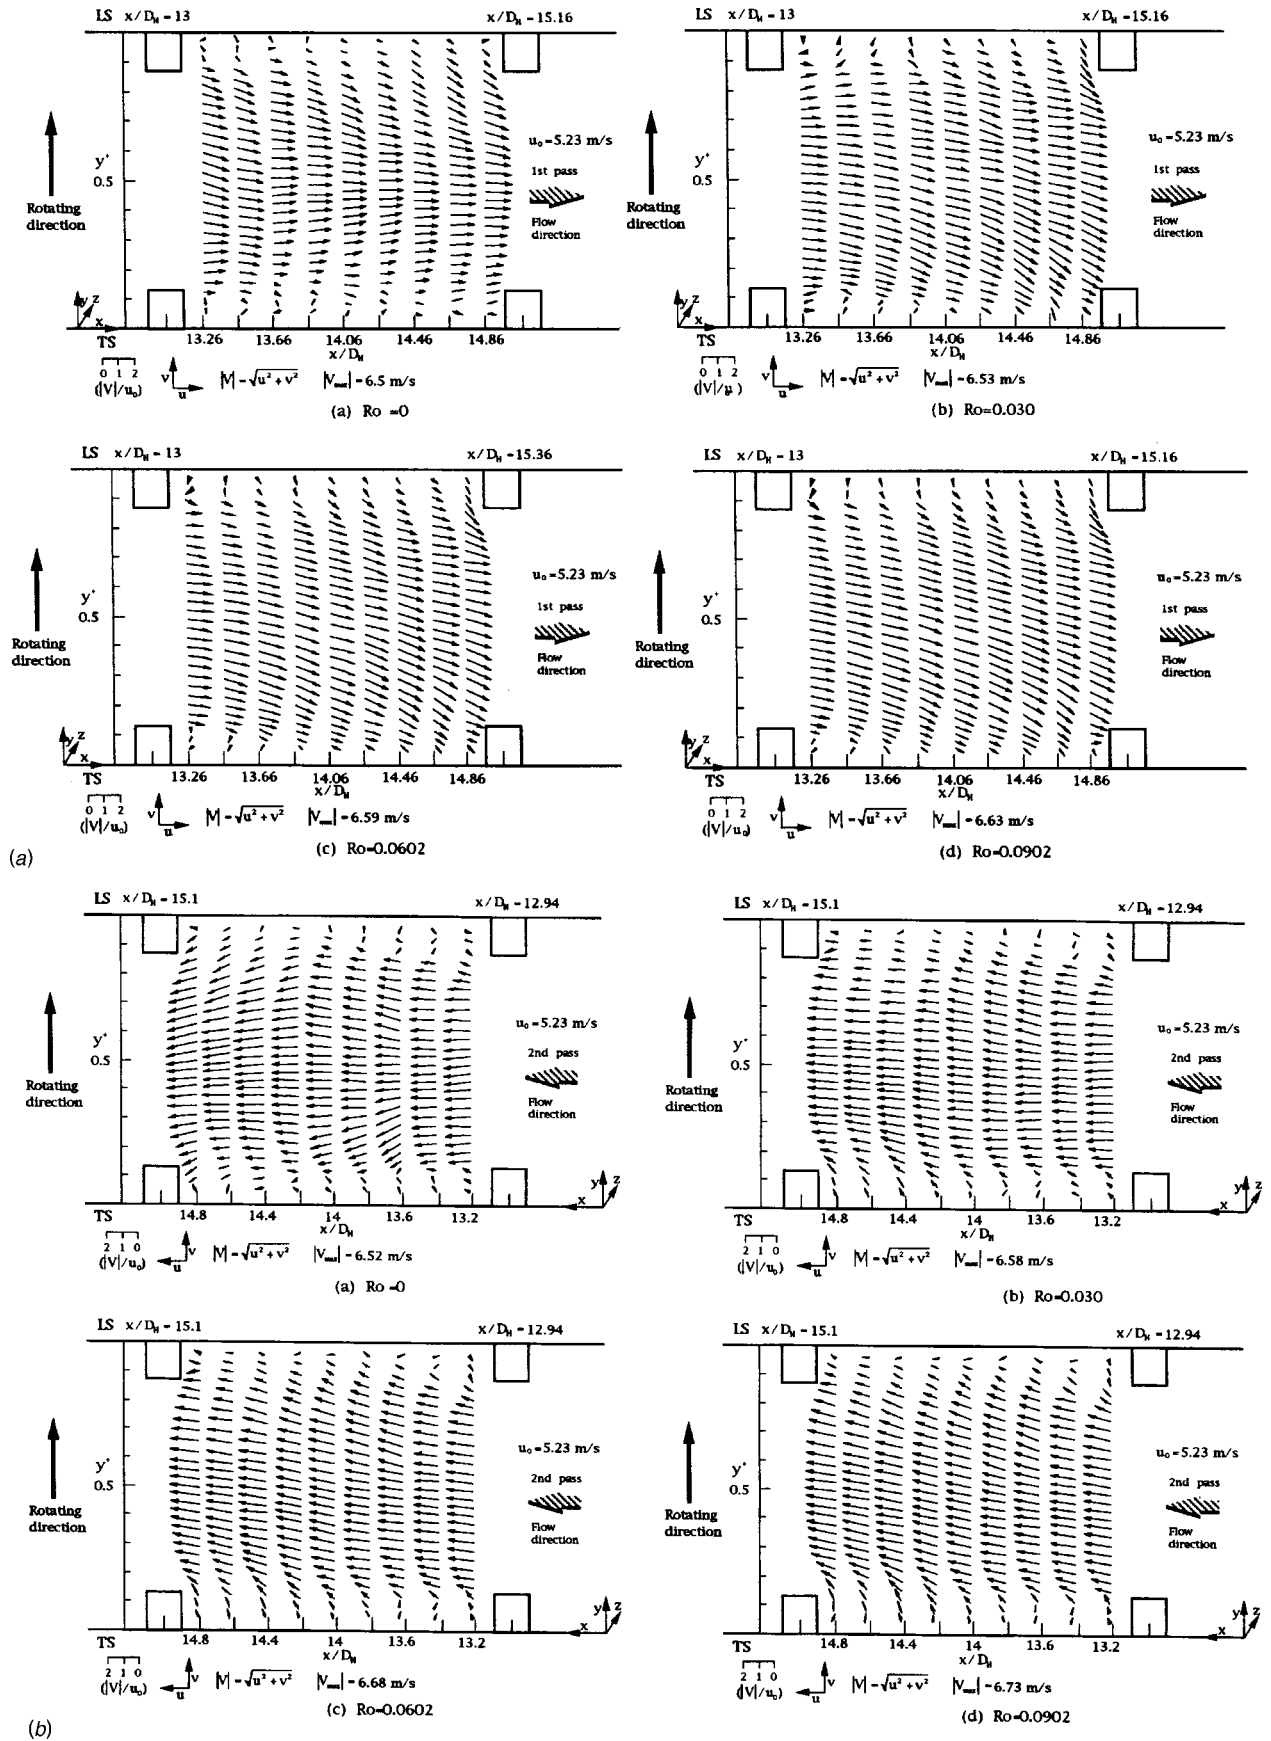 LS x/D_H=13 x/D_H=15.16
y⁺
0.5
Rotating direction
u₀=5.23 m/s
1st pass
Flow direction
y z
x
TS 13.26 13.66 14.06 14.46 14.86
x/D_H
0 1 2
(|V|/u₀)
v
u
|V|=√u²+v² |V_max|=6.5 m/s
(a) Ro=0
LS x/D_H=13 x/D_H=15.16
y⁺
0.5
Rotating direction
u₀=5.23 m/s
1st pass
Flow direction
y z
x
TS 13.26 13.66 14.06 14.46 14.86
x/D_H
0 1 2
v
u
|V|=√u²+v² |V_max|=6.53 m/s
(b) Ro=0.030
LS x/D_H=13 x/D_H=15.36
y⁺
0.5
Rotating direction
u₀=5.23 m/s
1st pass
Flow direction
y z
x
TS 13.26 13.66 14.06 14.46 14.86
x/D_H
0 1 2
(|V|/u₀)
v
u
|V|=√u²+v² |V_max|=6.59 m/s
(c) Ro=0.0602
LS x/D_H=13 x/D_H=15.16
y⁺
0.5
Rotating direction
u₀=5.23 m/s
1st pass
Flow direction
y z
x
TS 13.26 13.66 14.06 14.46 14.86
x/D_H
0 1 2
(|V|/u₀)
v
u
|V|=√u²+v² |V_max|=6.63 m/s
(d) Ro=0.0902
(a)
LS x/D_H=15.1 x/D_H=12.94
y⁺
0.5
Rotating direction
u₀=5.23 m/s
2nd pass
Flow direction
y z
x
TS 14.8 14.4 14 13.6 13.2
x/D_H
2 1 0
(|V|/u₀)
v
u
|V|=√u²+v² |V_max|=6.52 m/s
(a) Ro=0
LS x/D_H=15.1 x/D_H=12.94
y⁺
0.5
Rotating direction
u₀=5.23 m/s
2nd pass
Flow direction
y z
x
TS 14.8 14.4 14 13.6 13.2
x/D_H
2 1 0
(|V|/u₀)
v
u
|V|=√u²+v² |V_max|=6.58 m/s
(b) Ro=0.030
LS x/D_H=15.1 x/D_H=12.94
y⁺
0.5
Rotating direction
u₀=5.23 m/s
2nd pass
Flow direction
y z
x
TS 14.8 14.4 14 13.6 13.2
x/D_H
2 1 0
(|V|/u₀)
v
u
|V|=√u²+v² |V_max|=6.68 m/s
(c) Ro=0.0602
LS x/D_H=15.1 x/D_H=12.94
y⁺
0.5
Rotating direction
u₀=5.23 m/s
2nd pass
Flow direction
y z
x
TS 14.8 14.4 14 13.6 13.2
x/D_H
2 1 0
(|V|/u₀)
v
u
|V|=√u²+v² |V_max|=6.73 m/s
(d) Ro=0.0902
(b)